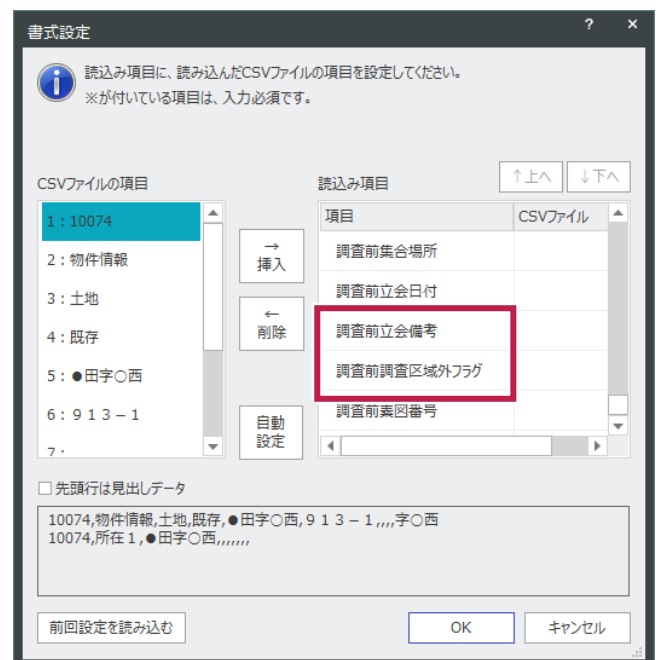 書式設定
? ×
読込み項目に、読み込んだCSVファイルの項目を設定してください。
※が付いている項目は、入力必須です。
CSVファイルの項目
1：10074
2：物件情報
3：土地
4：既存
5：●田字〇西
6：９１３－１
7：
→
挿入
←
削除
自動
設定
読込み項目
↑上へ
↓下へ
項目 CSVファイル
調査前集合場所
調査前立会日付
調査前立会備考
調査前調査区域外フラグ
調査前素図番号
先頭行は見出しデータ
10074,物件情報,土地,既存,●田字〇西,９１３－１,,,,字〇西
10074,所在１,●田字〇西,,,,,,,
前回設定を読み込む
OK
キャンセル